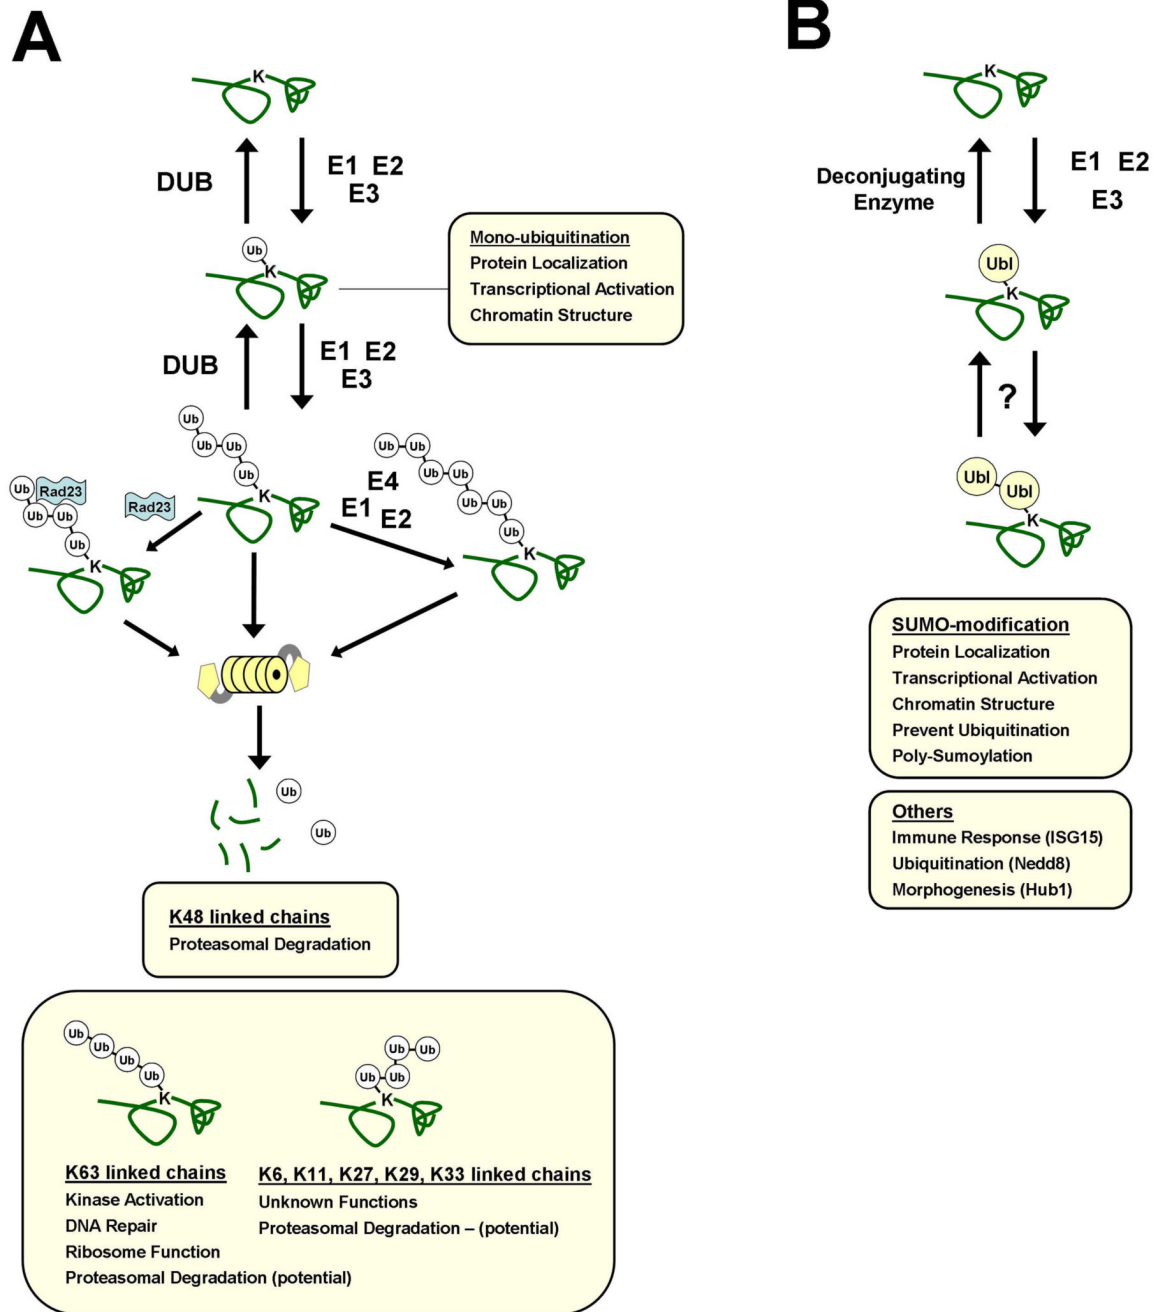 A
K
DUB
E1 E2
E3
Ub
K
Mono-ubiquitination
Protein Localization
Transcriptional Activation
Chromatin Structure
DUB
E1 E2
E3
Ub
Ub Ub
Ub
K
Ub Ub
Ub Ub
Ub Ub
Ub
K
E4
E1 E2
Rad23
Ub Rad23
Ub Ub
Ub
K
Ub
Ub
K48 linked chains
Proteasomal Degradation
Ub
Ub
Ub
Ub
K
K63 linked chains
Kinase Activation
DNA Repair
Ribosome Function
Proteasomal Degradation (potential)
Ub Ub
Ub Ub
K
K6, K11, K27, K29, K33 linked chains
Unknown Functions
Proteasomal Degradation – (potential)
B
K
Deconjugating
Enzyme
E1 E2
E3
Ubl
K
?
Ubl Ubl
K
SUMO-modification
Protein Localization
Transcriptional Activation
Chromatin Structure
Prevent Ubiquitination
Poly-Sumoylation
Others
Immune Response (ISG15)
Ubiquitination (Nedd8)
Morphogenesis (Hub1)